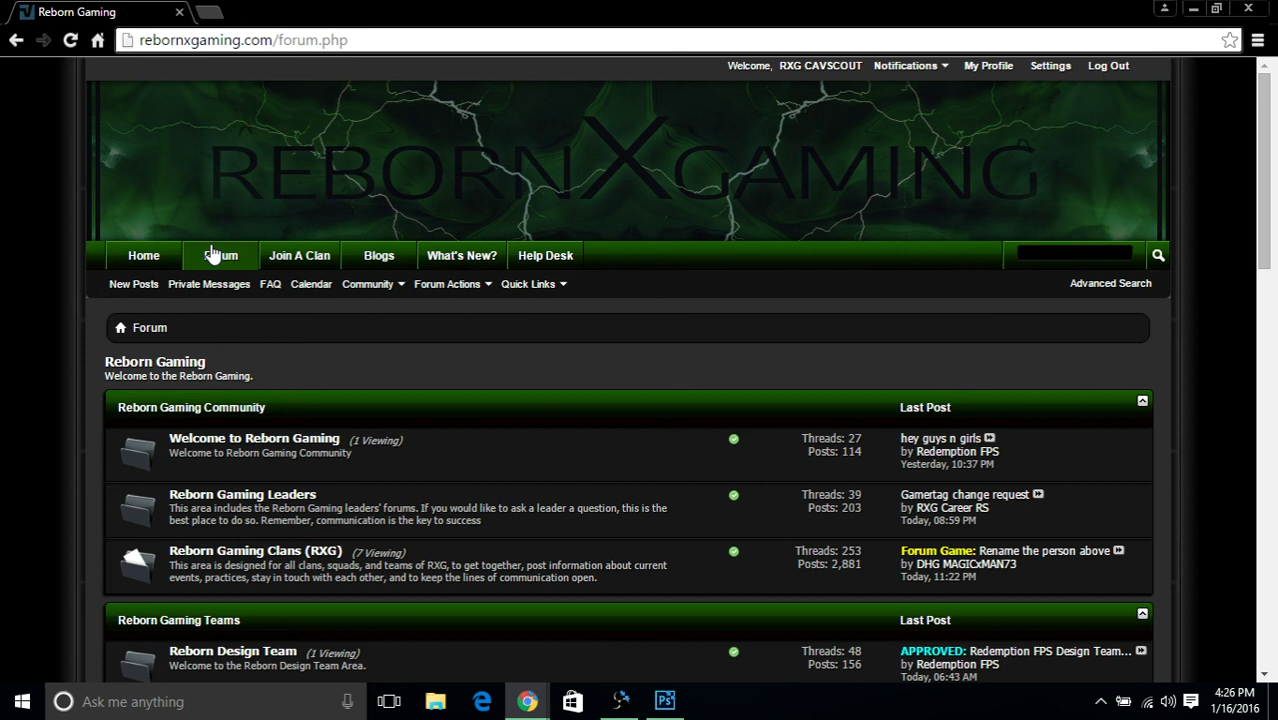 Reborn Gaming
rebornxgaming.com/forum.php
Welcome, RXG CAVSCOUT Notifications My Profile Settings Log Out
REBORNXGAMING
Home Forum Join A Clan Blogs What's New? Help Desk
New Posts Private Messages FAQ Calendar Community Forum Actions Quick Links Advanced Search
Forum
Reborn Gaming
Welcome to the Reborn Gaming.
Reborn Gaming Community Last Post
Welcome to Reborn Gaming (1 Viewing)
Welcome to Reborn Gaming Community
Threads: 27
Posts: 114
hey guys n girls
by Redemption FPS
Yesterday, 10:37 PM
Reborn Gaming Leaders
This area includes the Reborn Gaming leaders' forums. If you would like to ask a leader a question, this is the
best place to do so. Remember, communication is the key to success
Threads: 39
Posts: 203
Gamertag change request
by RXG Career RS
Today, 08:59 PM
Reborn Gaming Clans (RXG) (7 Viewing)
This area is designed for all clans, squads, and teams of RXG, to get together, post information about current
events, practices, stay in touch with each other, and to keep the lines of communication open.
Threads: 253
Posts: 2,881
Forum Game: Rename the person above
by DHG MAGICxMAN73
Today, 11:22 PM
Reborn Gaming Teams Last Post
Reborn Design Team (1 Viewing)
Welcome to the Reborn Design Team Area.
Threads: 48
Posts: 156
APPROVED: Redemption FPS Design Team...
by Redemption FPS
Today, 06:43 AM
Ask me anything
Ps
4:26 PM
1/16/2016